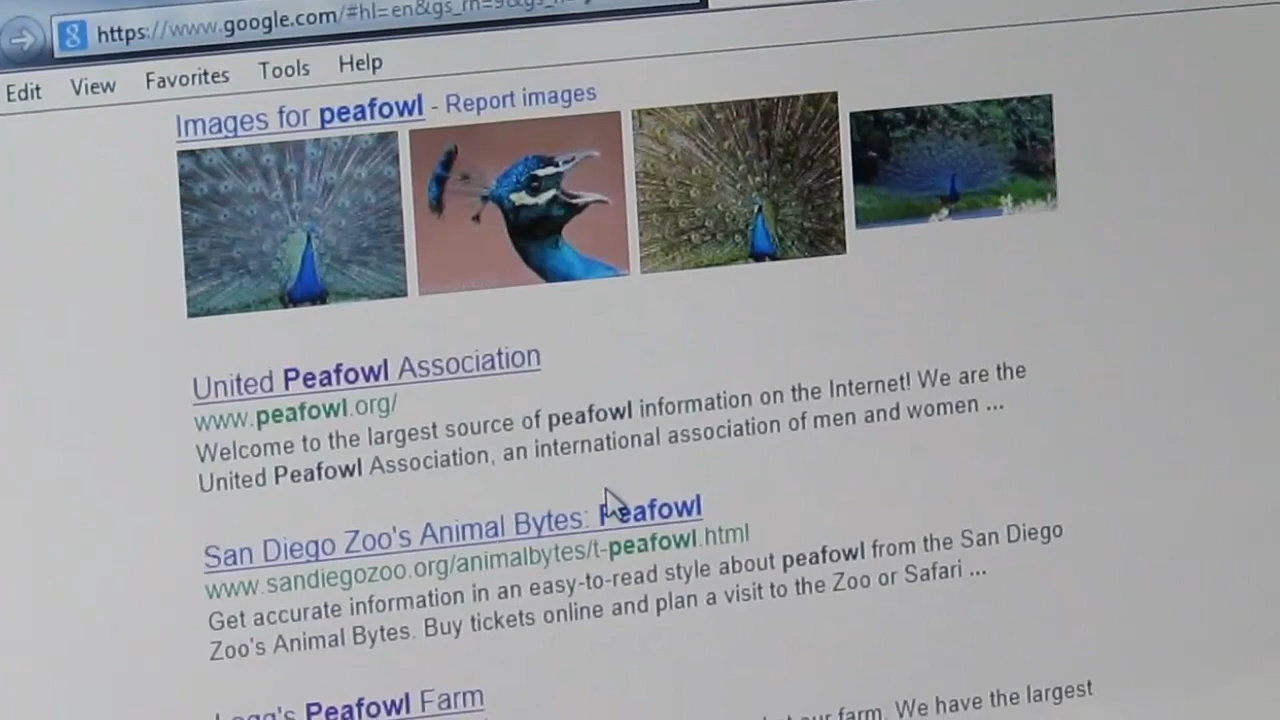 https://www.google.com/#hl=en&gs_rn=9&gs_
Edit View Favorites Tools Help
Images for peafowl - Report images
United Peafowl Association
www.peafowl.org/
Welcome to the largest source of peafowl information on the Internet! We are the
United Peafowl Association, an international association of men and women ...
San Diego Zoo's Animal Bytes: Peafowl
www.sandiegozoo.org/animalbytes/t-peafowl.html
Get accurate information in an easy-to-read style about peafowl from the San Diego
Zoo's Animal Bytes. Buy tickets online and plan a visit to the Zoo or Safari ...
Peafowl Farm
our farm. We have the largest